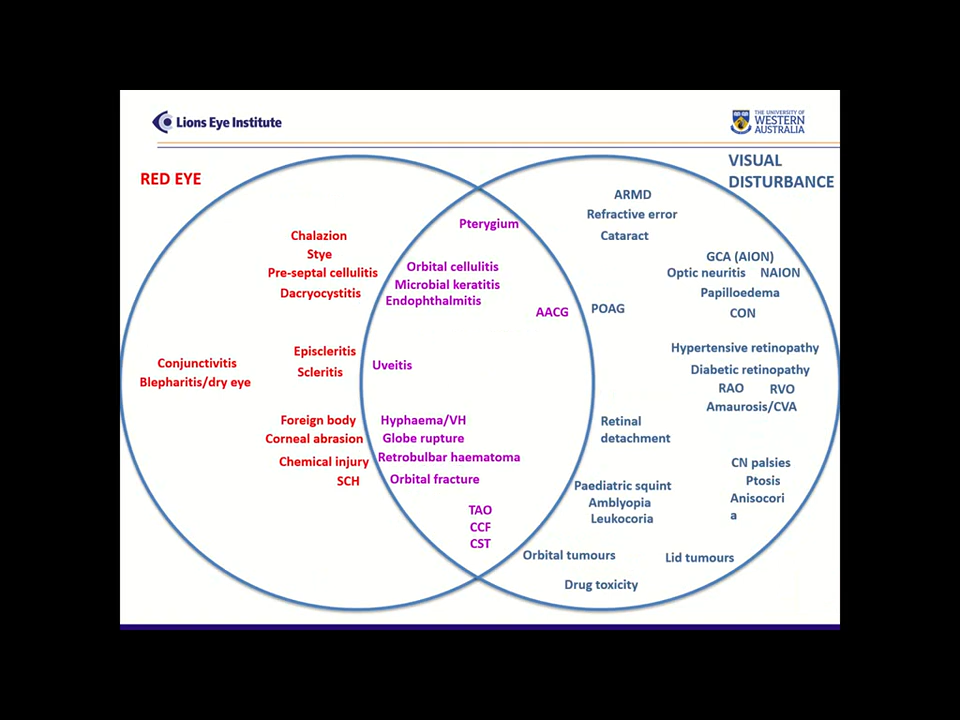 Lions Eye Institute
THE UNIVERSITY OF
WESTERN
AUSTRALIA
RED EYE
VISUAL
DISTURBANCE
Chalazion
Stye
Pre-septal cellulitis
Dacryocystitis
Conjunctivitis
Blepharitis/dry eye
Episcleritis
Scleritis
Foreign body
Corneal abrasion
Chemical injury
SCH
Pterygium
Orbital cellulitis
Microbial keratitis
Endophthalmitis
AACG
Uveitis
Hyphaema/VH
Globe rupture
Retrobulbar haematoma
Orbital fracture
TAO
CCF
CST
ARMD
Refractive error
Cataract
GCA (AION)
Optic neuritis NAION
Papilloedema
CON
POAG
Hypertensive retinopathy
Diabetic retinopathy
RAO RVO
Amaurosis/CVA
Retinal
detachment
CN palsies
Ptosis
Anisocori
a
Paediatric squint
Amblyopia
Leukocoria
Orbital tumours
Lid tumours
Drug toxicity